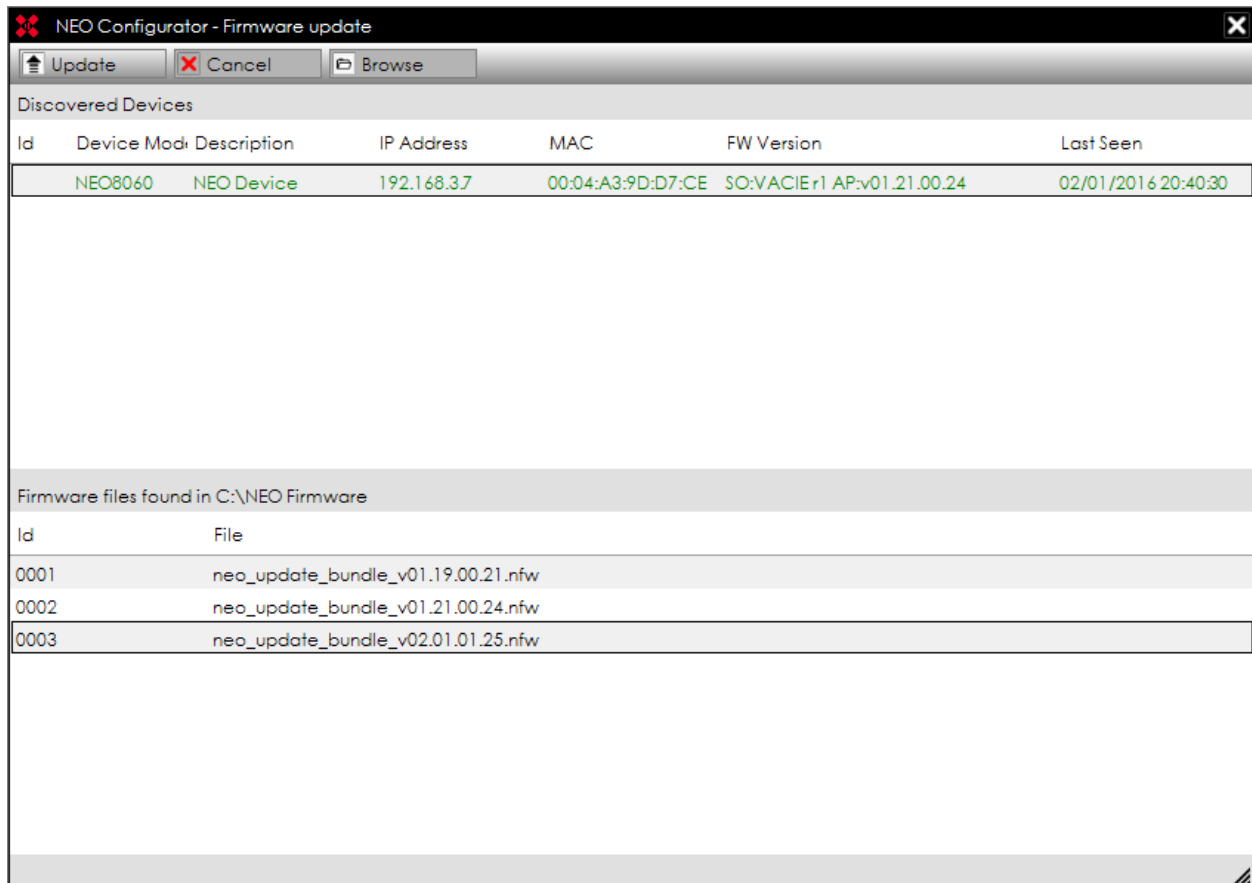 NEO Configurator - Firmware update
Update Cancel Browse
Discovered Devices
Id Device Mod Description IP Address MAC FW Version Last Seen
NEO8060 NEO Device 192.168.3.7 00:04:A3:9D:D7:CE SO:VACIE r1 AP:v01.21.00.24 02/01/2016 20:40:30
Firmware files found in C:\NEO Firmware
Id File
0001 neo_update_bundle_v01.19.00.21.nfw
0002 neo_update_bundle_v01.21.00.24.nfw
0003 neo_update_bundle_v02.01.01.25.nfw